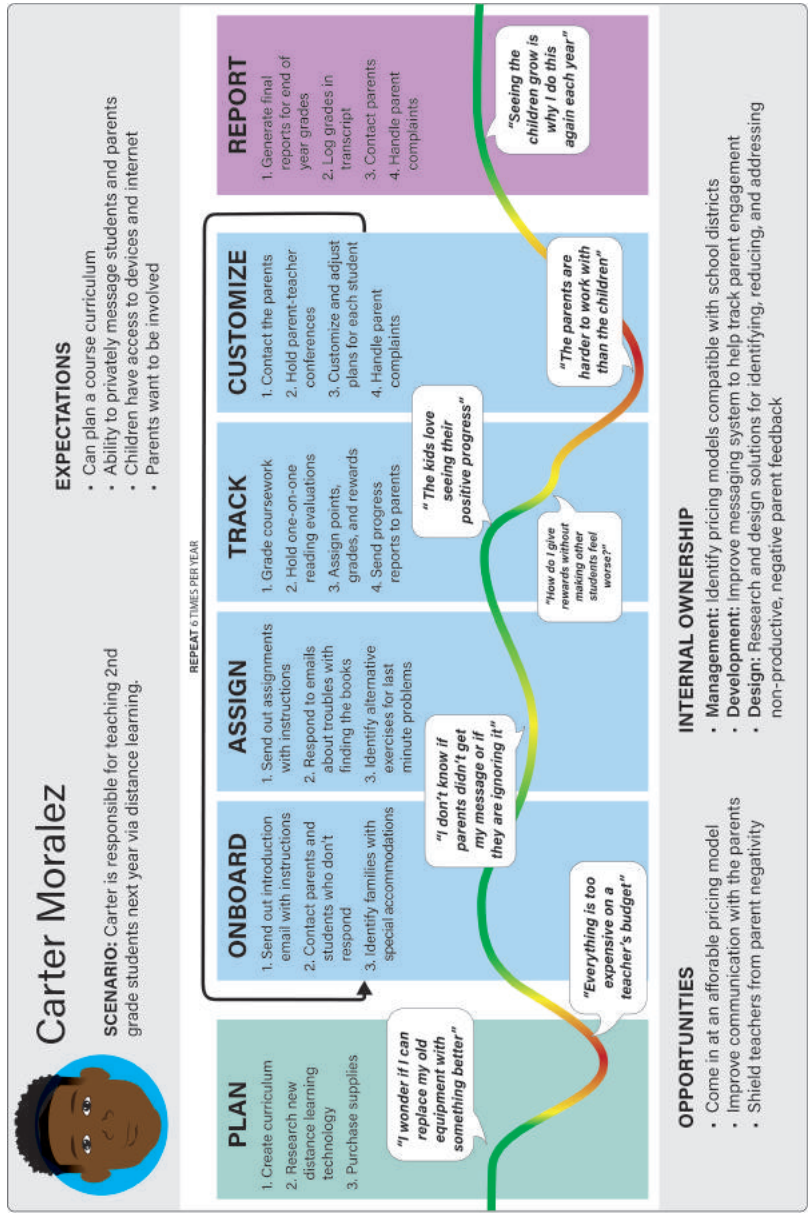 Carter Moralez
SCENARIO: Carter is responsible for teaching 2nd
grade students next year via distance learning.
EXPECTATIONS
• Can plan a course curriculum
• Ability to privately message students and parents
• Children have access to devices and internet
• Parents want to be involved
REPEAT 6 TIMES PER YEAR
PLAN
1. Create curriculum
2. Research new
distance learning
technology
3. Purchase supplies
ONBOARD
1. Send out introduction
email with instructions
2. Contact parents and
students who don't
respond
3. Identify families with
special accommodations
ASSIGN
1. Send out assignments
with instructions
2. Respond to emails
about troubles with
finding the books
3. Identify alternative
exercises for last
minute problems
TRACK
1. Grade coursework
2. Hold one-on-one
reading evaluations
3. Assign points,
grades, and rewards
4. Send progress
reports to parents
CUSTOMIZE
1. Contact the parents
2. Hold parent-teacher
conferences
3. Customize and adjust
plans for each student
4. Handle parent
complaints
REPORT
1. Generate final
reports for end of
year grades
2. Log grades in
transcript
3. Contact parents
4. Handle parent
complaints
"I wonder if I can
replace my old
equipment with
something better"
"Everything is too
expensive on a
teacher's budget"
"I don't know if
parents didn't get
my message or if
they are ignoring it"
" The kids love
seeing their
positive progress"
"How do I give
rewards without
making other
students feel
worse?"
"The parents are
harder to work with
than the children"
"Seeing the
children grow is
why I do this
again each year"
OPPORTUNITIES
• Come in at an afforable pricing model
• Improve communication with the parents
• Shield teachers from parent negativity
INTERNAL OWNERSHIP
• Management: Identify pricing models compatible with school districts
• Development: Improve messaging system to help track parent engagement
• Design: Research and design solutions for identifying, reducing, and addressing
non-productive, negative parent feedback